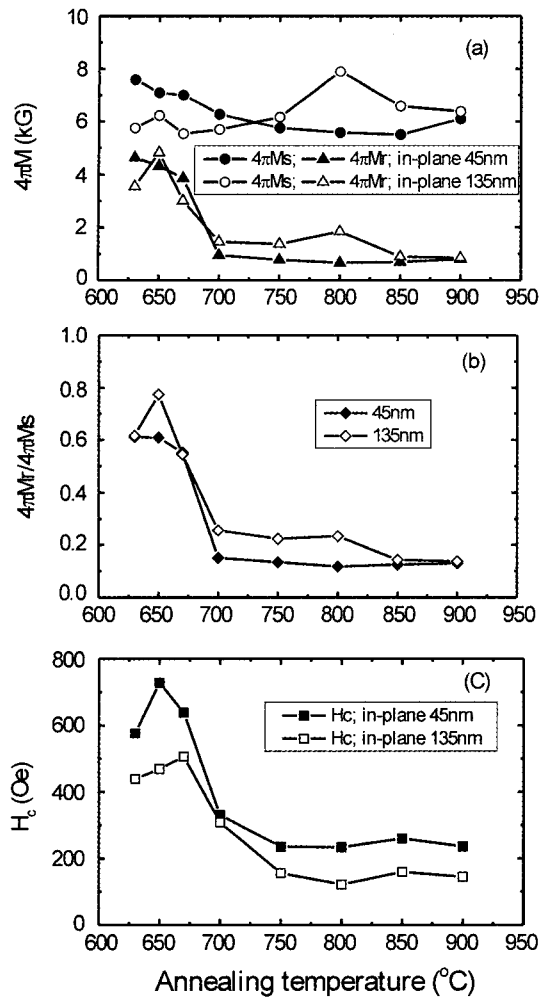 (a)
10
8
6
4
2
0
4πM (kG)
4πMs; 4πMr; in-plane 45nm
4πMs; 4πMr; in-plane 135nm
600 650 700 750 800 850 900 950
(b)
1.0
0.8
0.6
0.4
0.2
0.0
4πMr/4πMs
45nm
135nm
600 650 700 750 800 850 900 950
(C)
800
600
400
200
0
Hc (Oe)
Hc; in-plane 45nm
Hc; in-plane 135nm
600 650 700 750 800 850 900 950
Annealing temperature (°C)